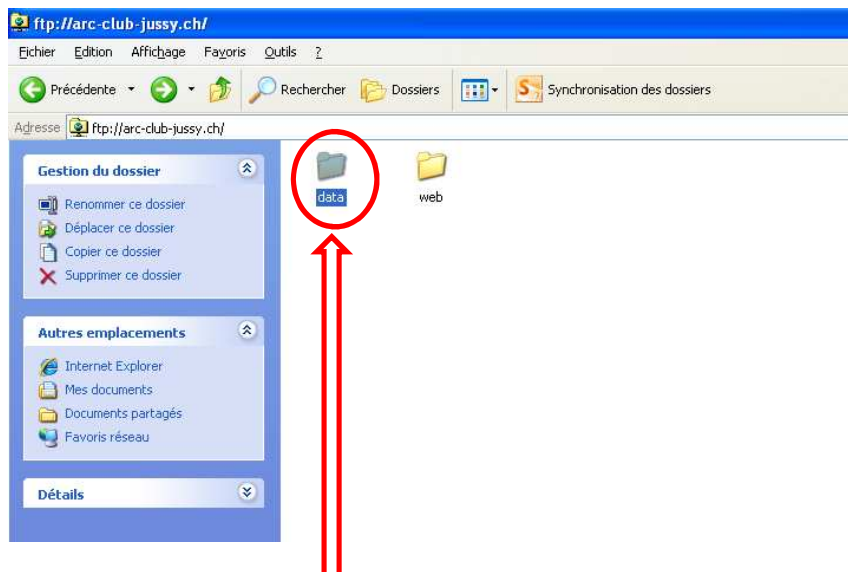 ftp://arc-club-jussy.ch/
Eichier Edition Affichage Favoris Outils ?
Précédente Rechercher Dossiers S Synchronisation des dossiers
Adresse ftp://arc-club-jussy.ch/
Gestion du dossier
Renommer ce dossier
Déplacer ce dossier
Copier ce dossier
Supprimer ce dossier
Autres emplacements
Internet Explorer
Mes documents
Documents partagés
Favoris réseau
Détails
data web